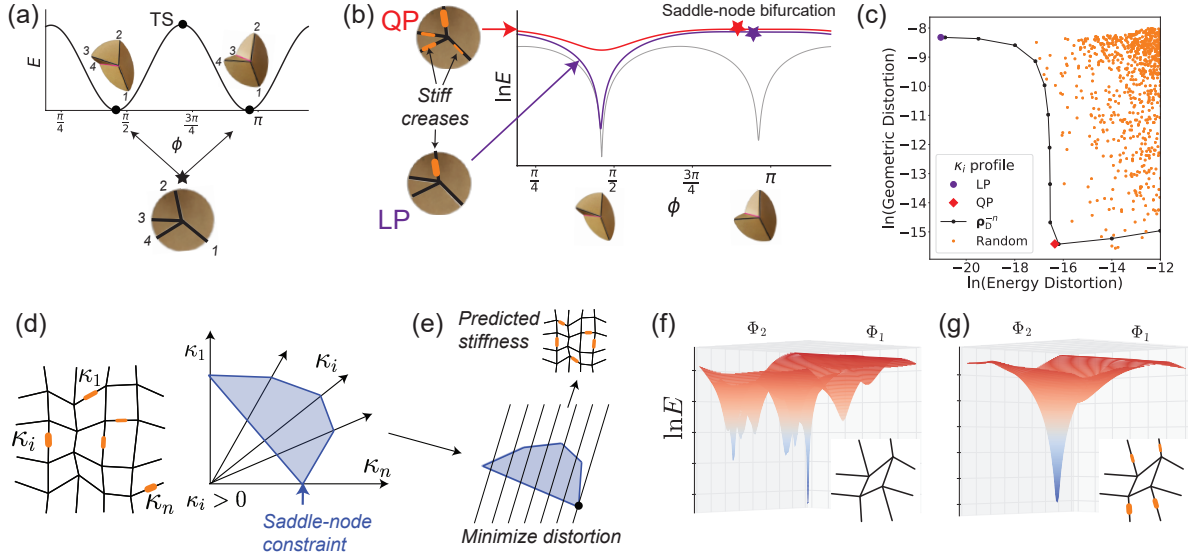 (a)
TS
2
3
4
1
2
3
4
1
E
π/4
π/2
3π/4
π
ϕ
2
3
4
1
(b)
QP
Saddle-node bifurcation
lnE
Stiff
creases
π/4
π/2
3π/4
π
ϕ
LP
(c)
ln(Geometric Distortion)
−8
−9
−10
−11
−12
−13
−14
−15
κi profile
LP
QP
ρD^−n
Random
−20
−18
−16
−14
−12
ln(Energy Distortion)
(d)
κ1
κi
κn
κ1
κi
κn
κi > 0
Saddle-node
constraint
(e)
Predicted
stiffness
Minimize distortion
(f)
Φ2
Φ1
lnE
(g)
Φ2
Φ1